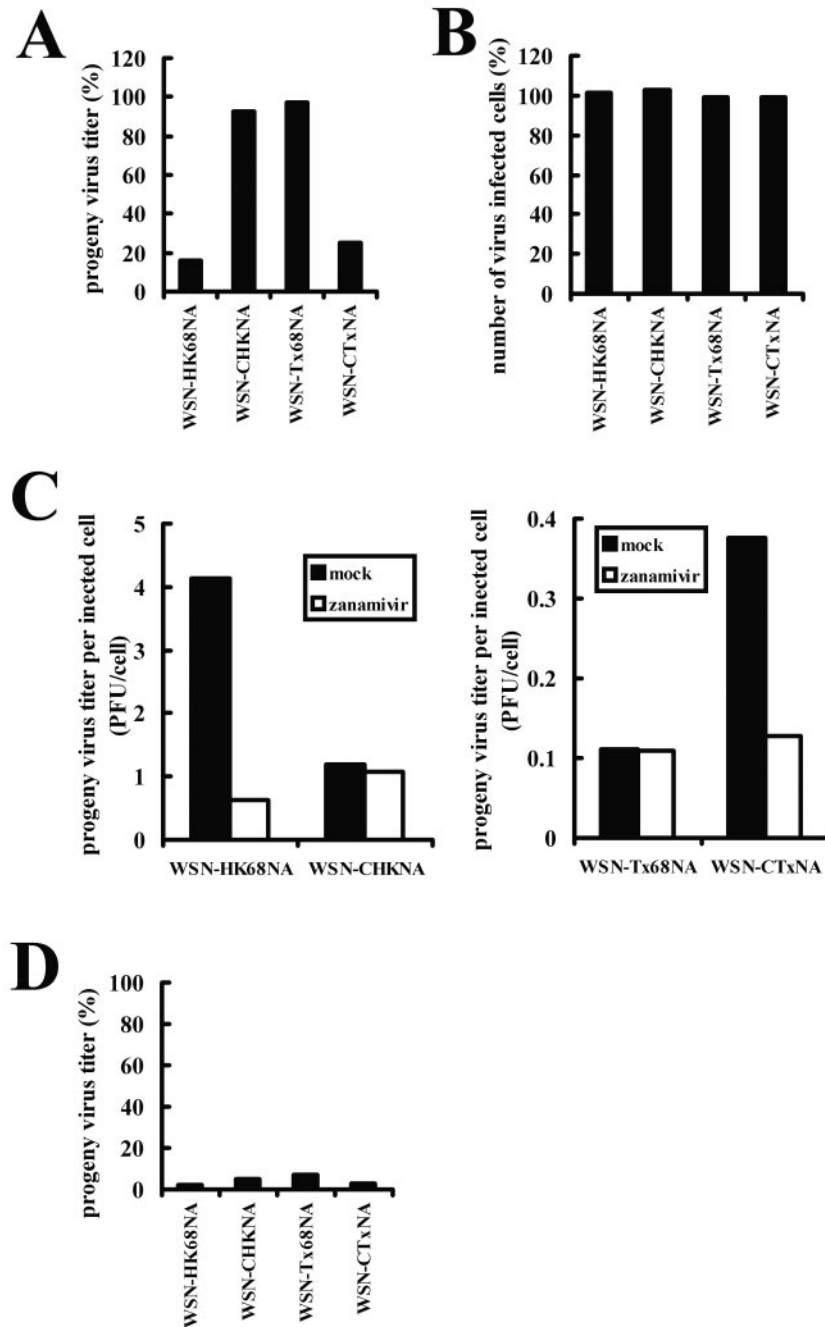 A
progeny virus titer (%)
120
100
80
60
40
20
0
WSN-HK68NA
WSN-CHKNA
WSN-Tx68NA
WSN-CTxNA
B
number of virus infected cells (%)
120
100
80
60
40
20
0
WSN-HK68NA
WSN-CHKNA
WSN-Tx68NA
WSN-CTxNA
C
progeny virus titer per inected cell
(PFU/cell)
5
4
3
2
1
0
mock
zanamivir
WSN-HK68NA WSN-CHKNA
progeny virus titer per inected cell
(PFU/cell)
0.4
0.3
0.2
0.1
0
mock
zanamivir
WSN-Tx68NA WSN-CTxNA
D
progeny virus titer (%)
100
80
60
40
20
0
WSN-HK68NA
WSN-CHKNA
WSN-Tx68NA
WSN-CTxNA